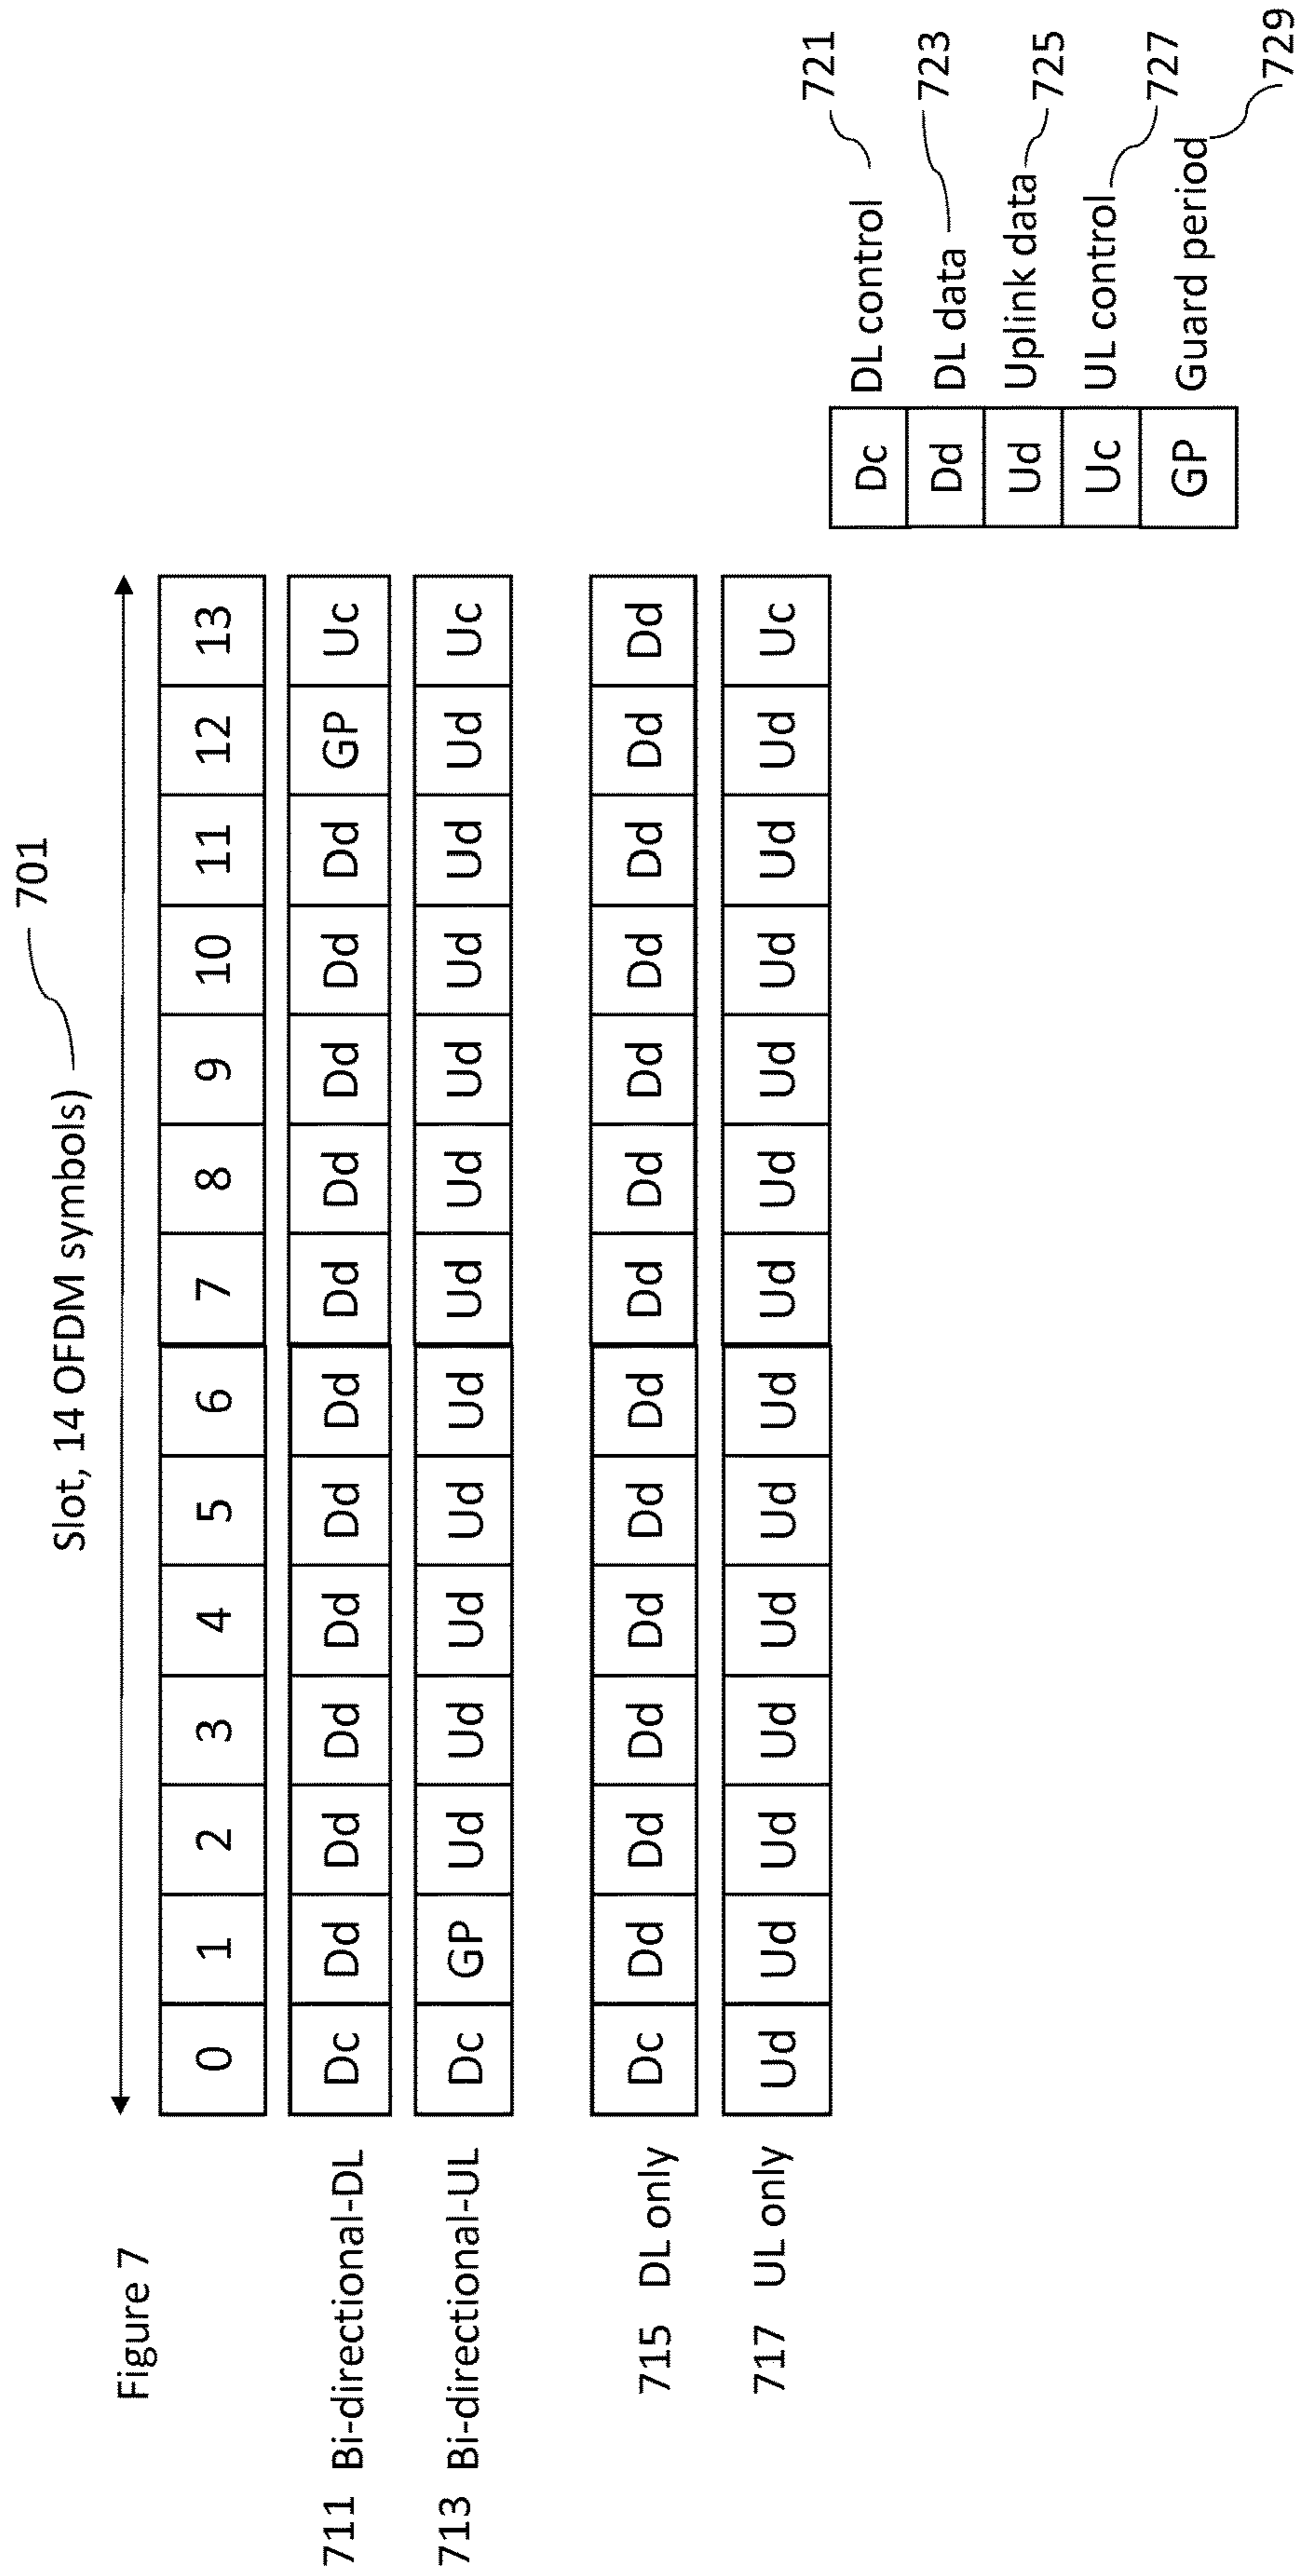 Figure 7
Slot, 14 OFDM symbols) 701
0 1 2 3 4 5 6 7 8 9 10 11 12 13
711 Bi-directional-DL Dc Dd Dd Dd Dd Dd Dd Dd Dd Dd Dd Dd GP Uc
713 Bi-directional-UL Dc GP Ud Ud Ud Ud Ud Ud Ud Ud Ud Ud Ud Uc
715 DL only Dc Dd Dd Dd Dd Dd Dd Dd Dd Dd Dd Dd Dd Dd
717 UL only Ud Ud Ud Ud Ud Ud Ud Ud Ud Ud Ud Ud Ud Uc
Dc DL control 721
Dd DL data 723
Ud Uplink data 725
Uc UL control 727
GP Guard period 729